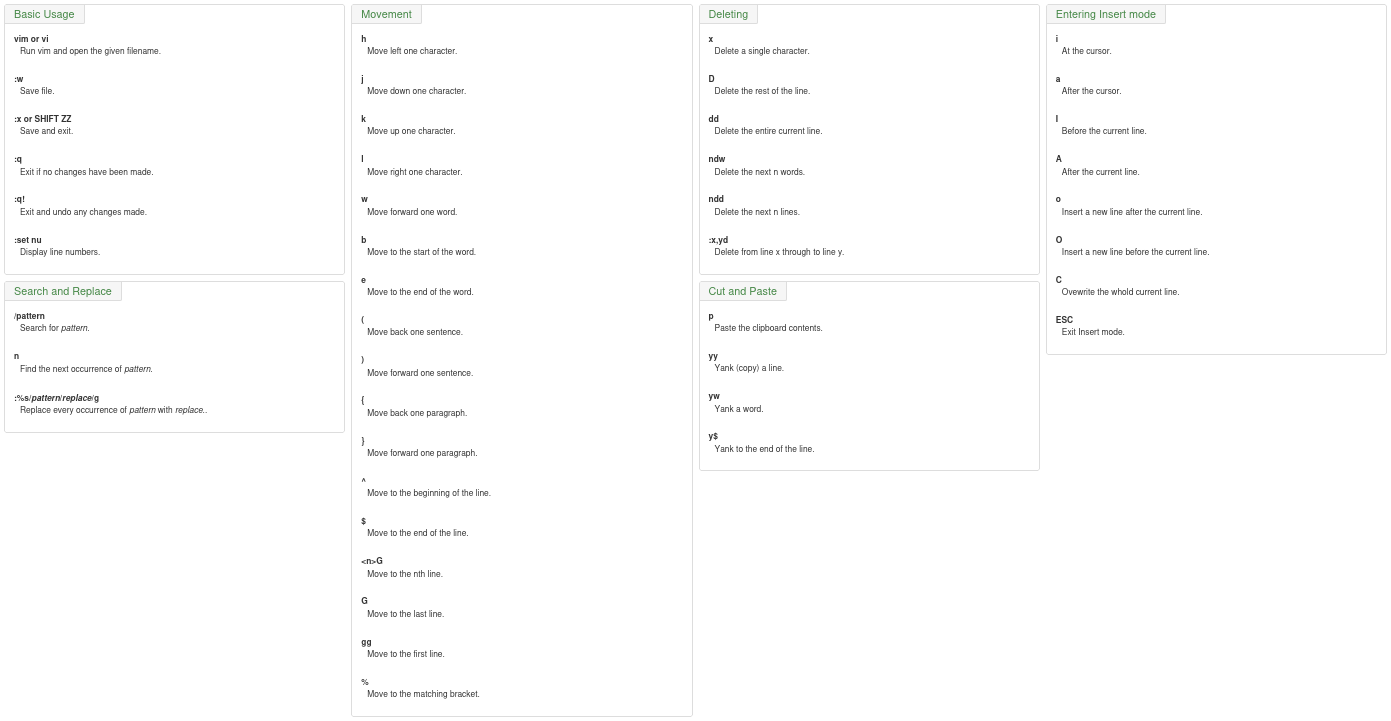 Basic Usage
vim or vi
Run vim and open the given filename.
:w
Save file.
:x or SHIFT ZZ
Save and exit.
:q
Exit if no changes have been made.
:q!
Exit and undo any changes made.
:set nu
Display line numbers.
Search and Replace
/pattern
Search for pattern.
n
Find the next occurrence of pattern.
:%s/pattern/replace/g
Replace every occurrence of pattern with replace..
Movement
h
Move left one character.
j
Move down one character.
k
Move up one character.
l
Move right one character.
w
Move forward one word.
b
Move to the start of the word.
e
Move to the end of the word.
(
Move back one sentence.
)
Move forward one sentence.
{
Move back one paragraph.
}
Move forward one paragraph.
^
Move to the beginning of the line.
$
Move to the end of the line.
<n>G
Move to the nth line.
G
Move to the last line.
gg
Move to the first line.
%
Move to the matching bracket.
Deleting
x
Delete a single character.
D
Delete the rest of the line.
dd
Delete the entire current line.
ndw
Delete the next n words.
ndd
Delete the next n lines.
:x,yd
Delete from line x through to line y.
Cut and Paste
p
Paste the clipboard contents.
yy
Yank (copy) a line.
yw
Yank a word.
y$
Yank to the end of the line.
Entering Insert mode
i
At the cursor.
a
After the cursor.
I
Before the current line.
A
After the current line.
o
Insert a new line after the current line.
O
Insert a new line before the current line.
C
Ovewrite the whold current line.
ESC
Exit Insert mode.